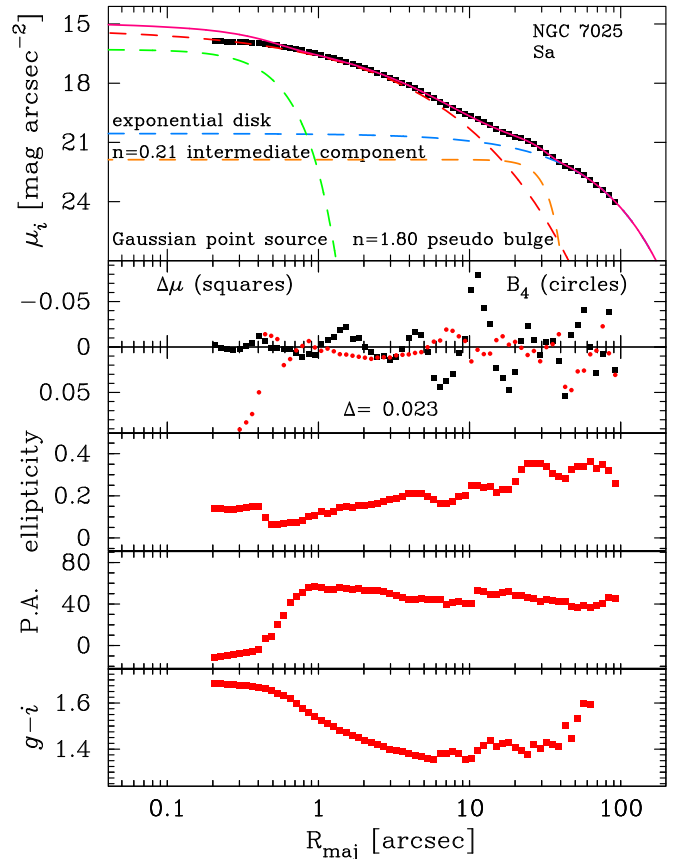 NGC 7025
Sa
15
18
21
24
μi [mag arcsec−2]
exponential disk
n=0.21 intermediate component
Gaussian point source n=1.80 pseudo bulge
Δμ (squares) B4 (circles)
−0.05
0
0.05
Δ= 0.023
0.4
0.2
0
ellipticity
80
40
0
P.A.
1.6
1.4
g−i
0.1 1 10 100
Rmaj [arcsec]